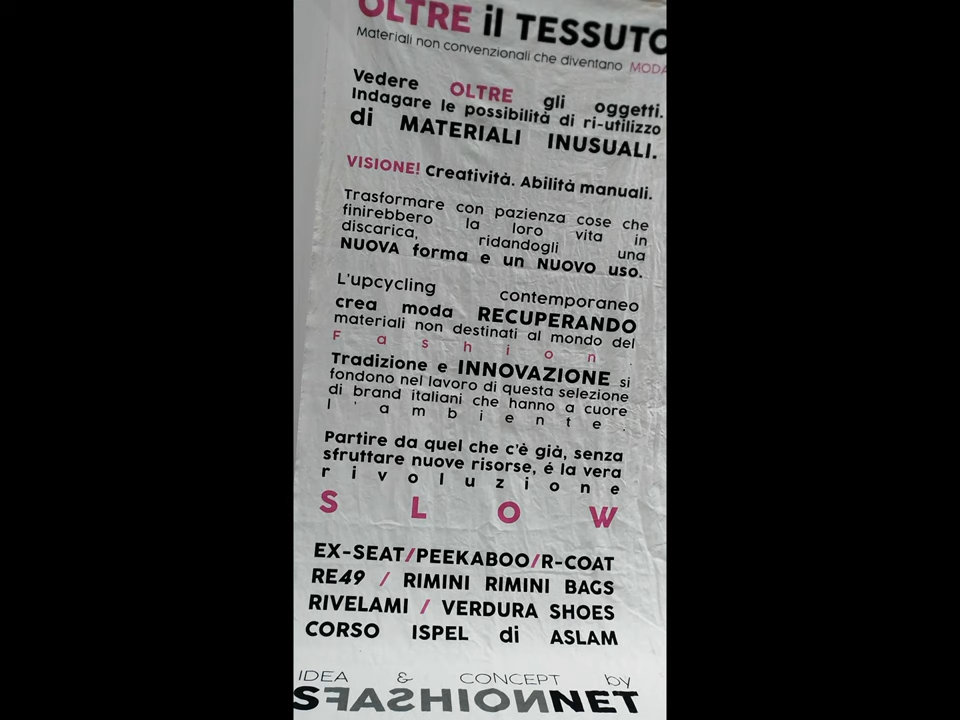 OLTRE il TESSUTO
Materiali non convenzionali che diventano MODA
Vedere OLTRE gli oggetti.
Indagare le possibilità di ri-utilizzo
di MATERIALI INUSUALI.
VISIONE! Creatività. Abilità manuali.
Trasformare con pazienza cose che
finirebbero la loro vita in
discarica, ridandogli una
NUOVA forma e un NUOVO uso.
L'upcycling contemporaneo
crea moda RECUPERANDO
materiali non destinati al mondo del
Fashion.
Tradizione e INNOVAZIONE si
fondono nel lavoro di questa selezione
di brand italiani che hanno a cuore
l'ambiente.
Partire da quel che c'è già, senza
sfruttare nuove risorse, é la vera
rivoluzione
SLOW
EX-SEAT/PEEKABOO/R-COAT
RE49 / RIMINI RIMINI BAGS
RIVELAMI / VERDURA SHOES
CORSO ISPEL di ASLAM
IDEA & CONCEPT by